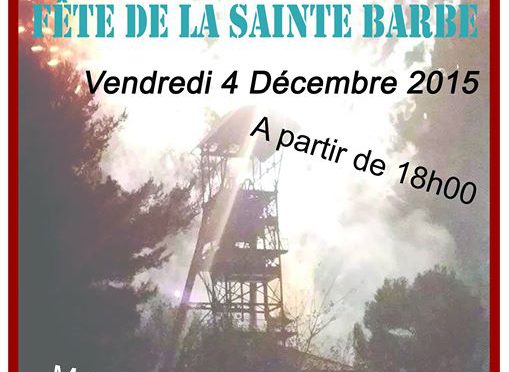 FÊTE DE LA SAINTE BARBE
Vendredi 4 Décembre 2015
A partir de 18h00